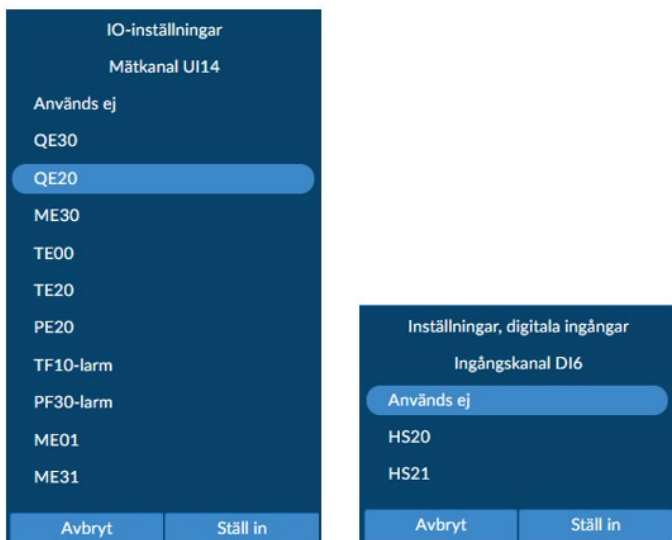 IO-inställningar
Mätkanal UI14
Används ej
QE30
QE20
ME30
TE00
TE20
PE20
TF10-larm
PF30-larm
ME01
ME31
Avbryt
Ställ in
Inställningar, digitala ingångar
Ingångskanal DI6
Används ej
HS20
HS21
Avbryt
Ställ in